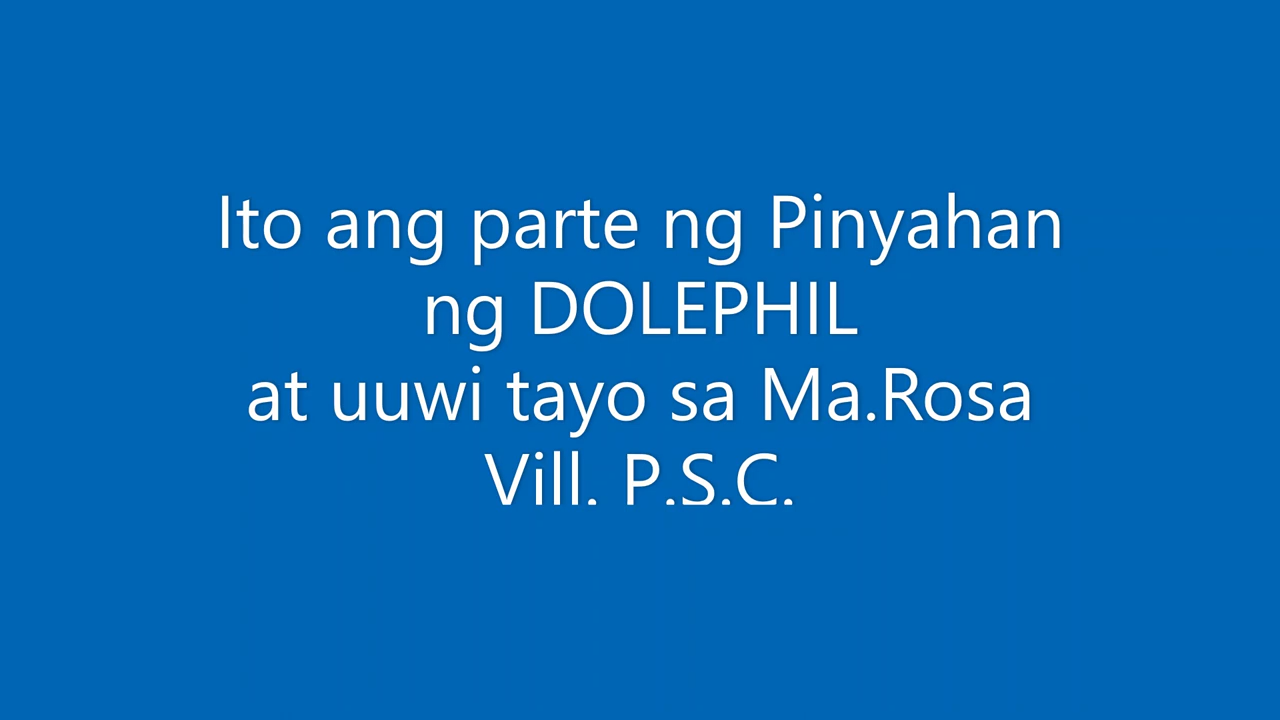 Ito ang parte ng Pinyahan
ng DOLEPHIL
at uuwi tayo sa Ma.Rosa
Vill. P.S.C.